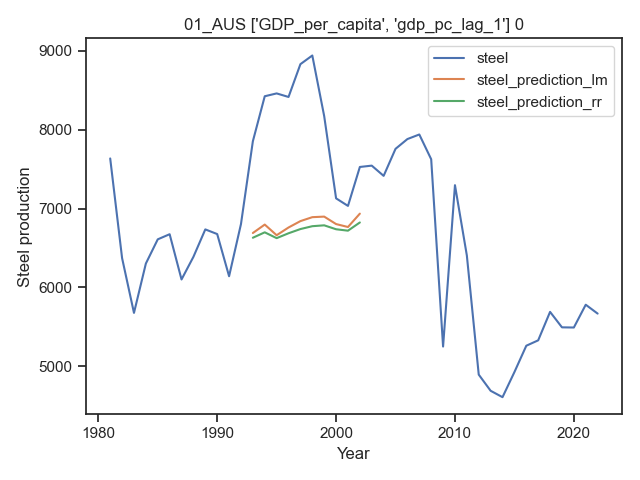 01_AUS ['GDP_per_capita', 'gdp_pc_lag_1'] 0
steel
steel_prediction_lm
steel_prediction_rr
Steel production
9000
8000
7000
6000
5000
1980 1990 2000 2010 2020
Year